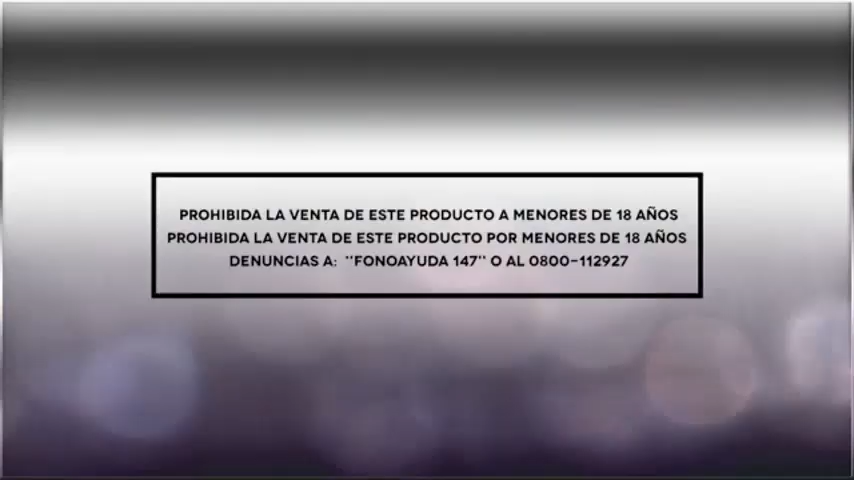 PROHIBIDA LA VENTA DE ESTE PRODUCTO A MENORES DE 18 AÑOS
PROHIBIDA LA VENTA DE ESTE PRODUCTO POR MENORES DE 18 AÑOS
DENUNCIAS A: "FONOAYUDA 147" O AL 0800-112927